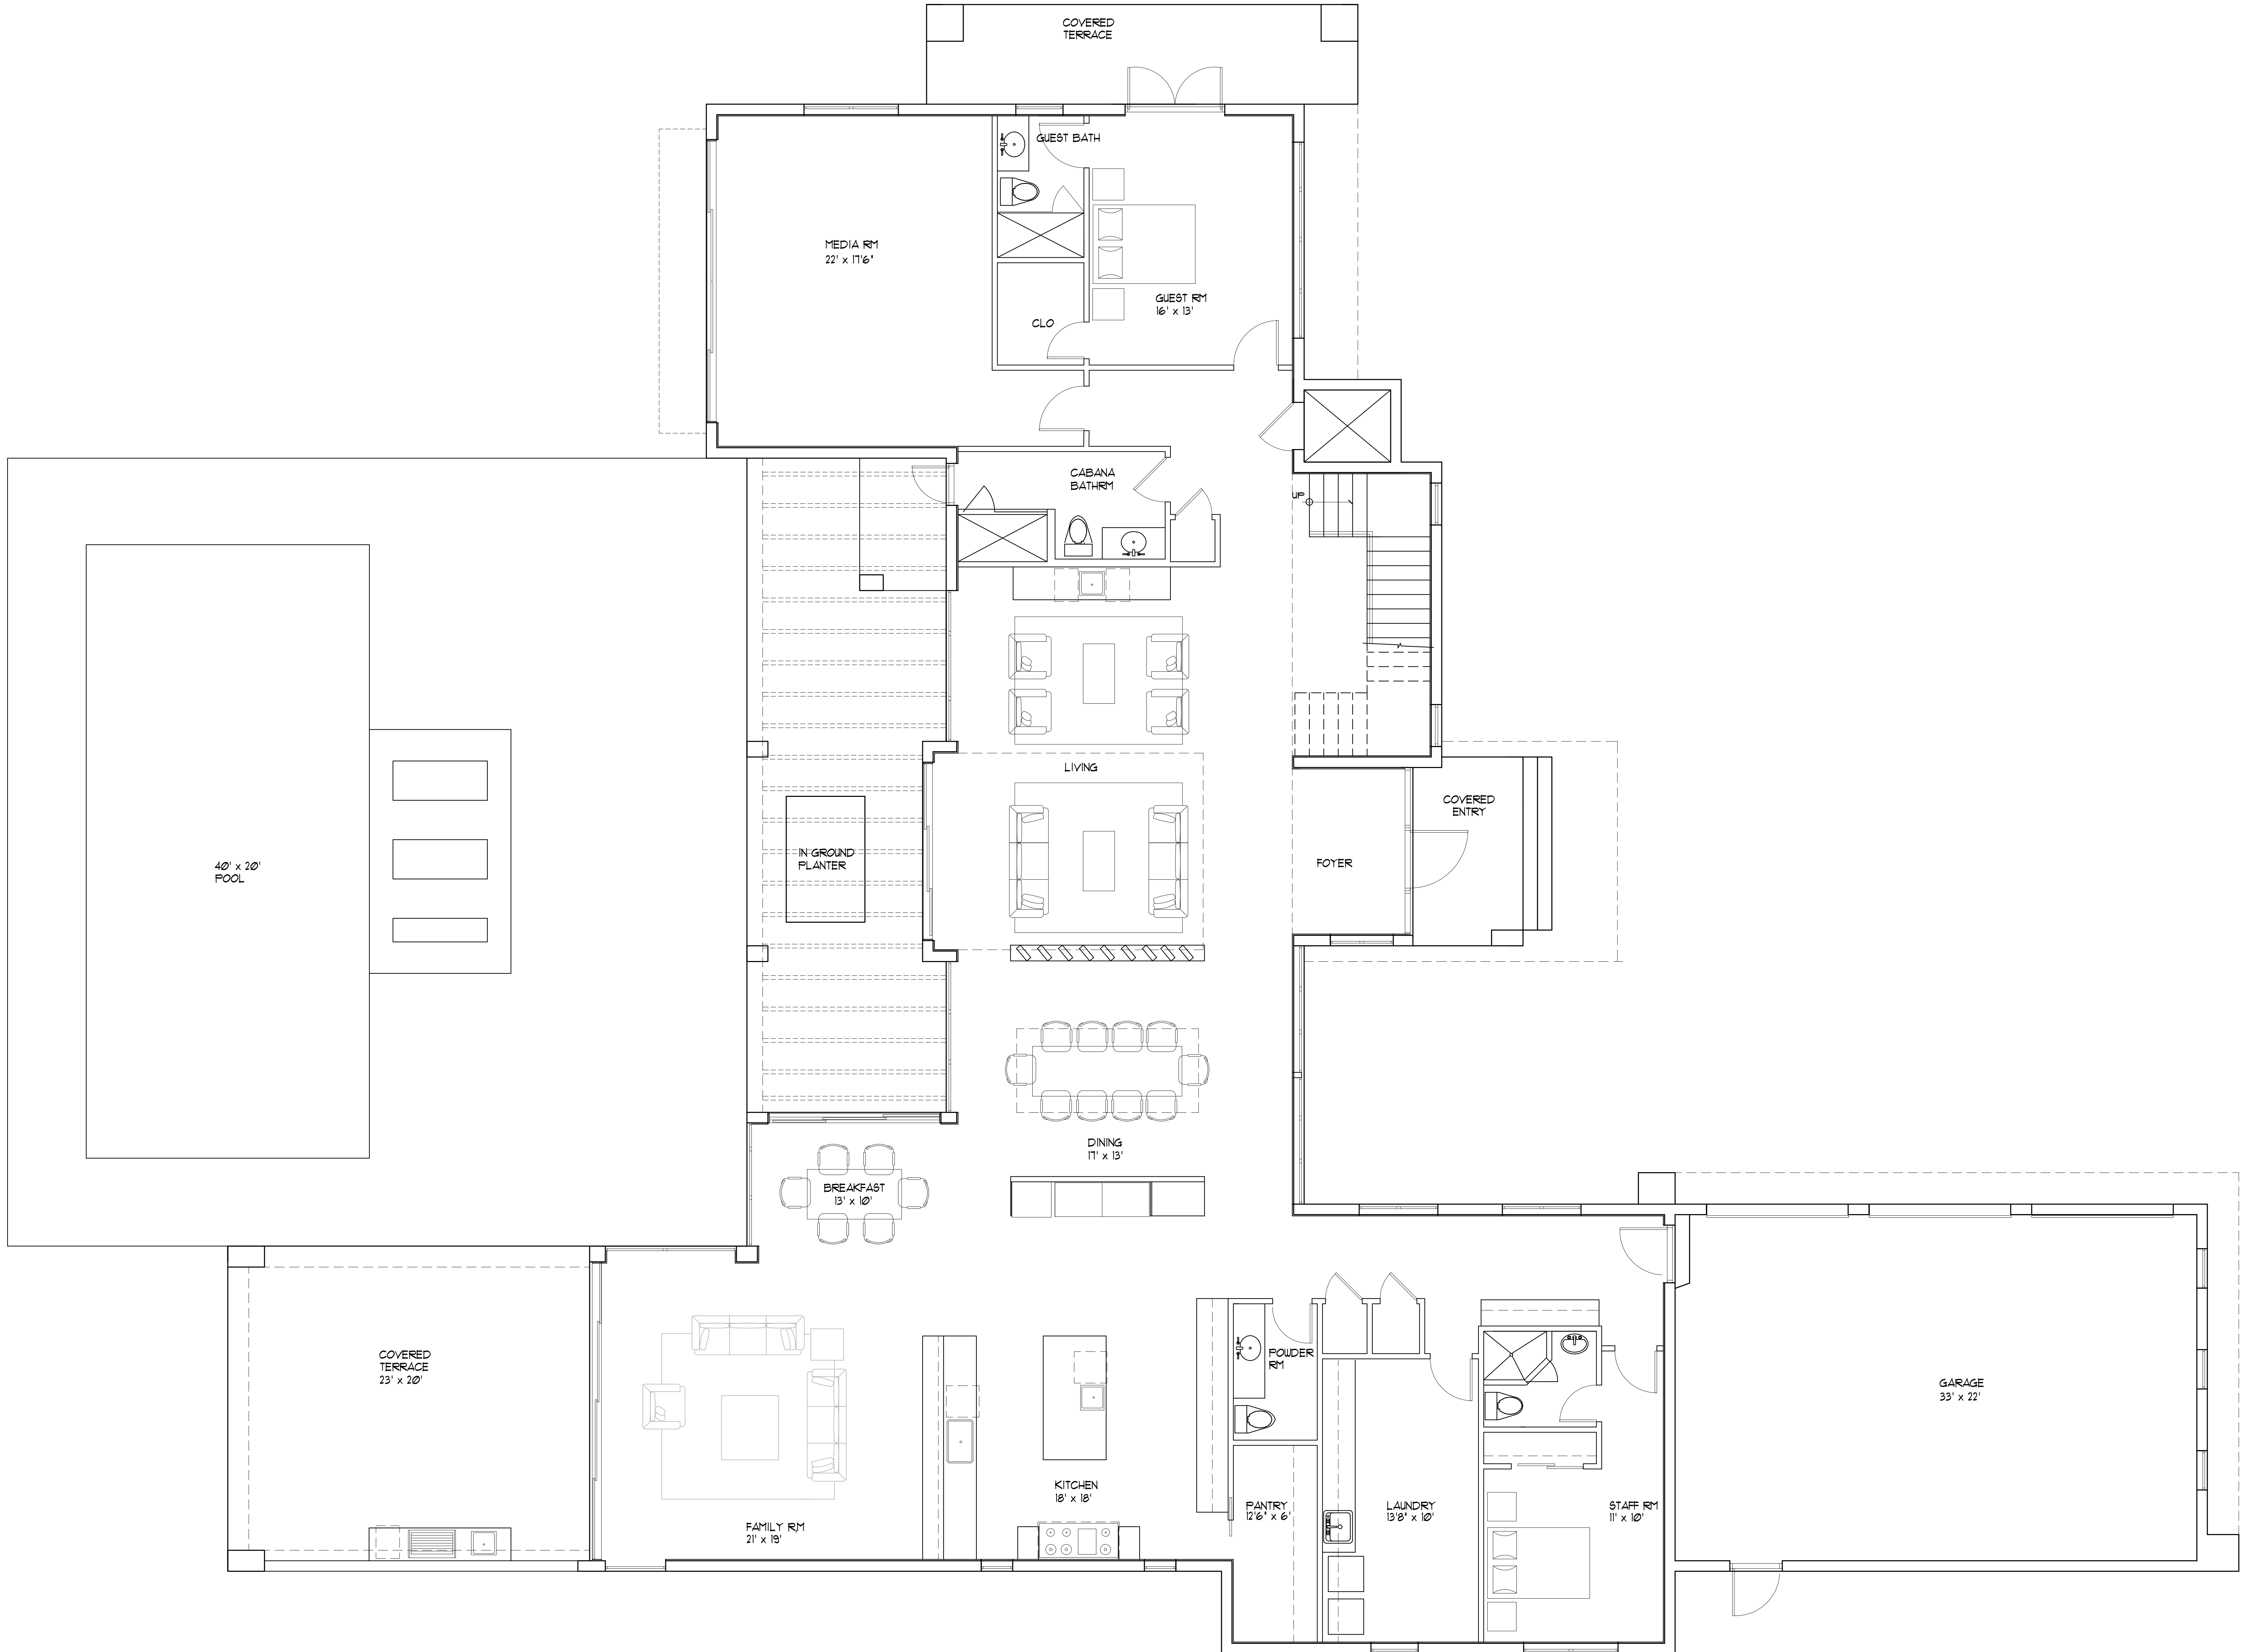 COVERED
TERRACE
GUEST BATH
MEDIA RM
22' x 17'6"
GUEST RM
16' x 13'
CLO
CABANA
BATHRM
UP
LIVING
COVERED
ENTRY
IN GROUND
PLANTER
FOYER
40' x 20'
POOL
DINING
17' x 13'
BREAKFAST
13' x 10'
COVERED
TERRACE
23' x 20'
POWDER
RM
GARAGE
33' x 22'
KITCHEN
18' x 18'
PANTRY
12'6" x 6'
LAUNDRY
13'8" x 10'
STAFF RM
11' x 10'
FAMILY RM
21' x 19'